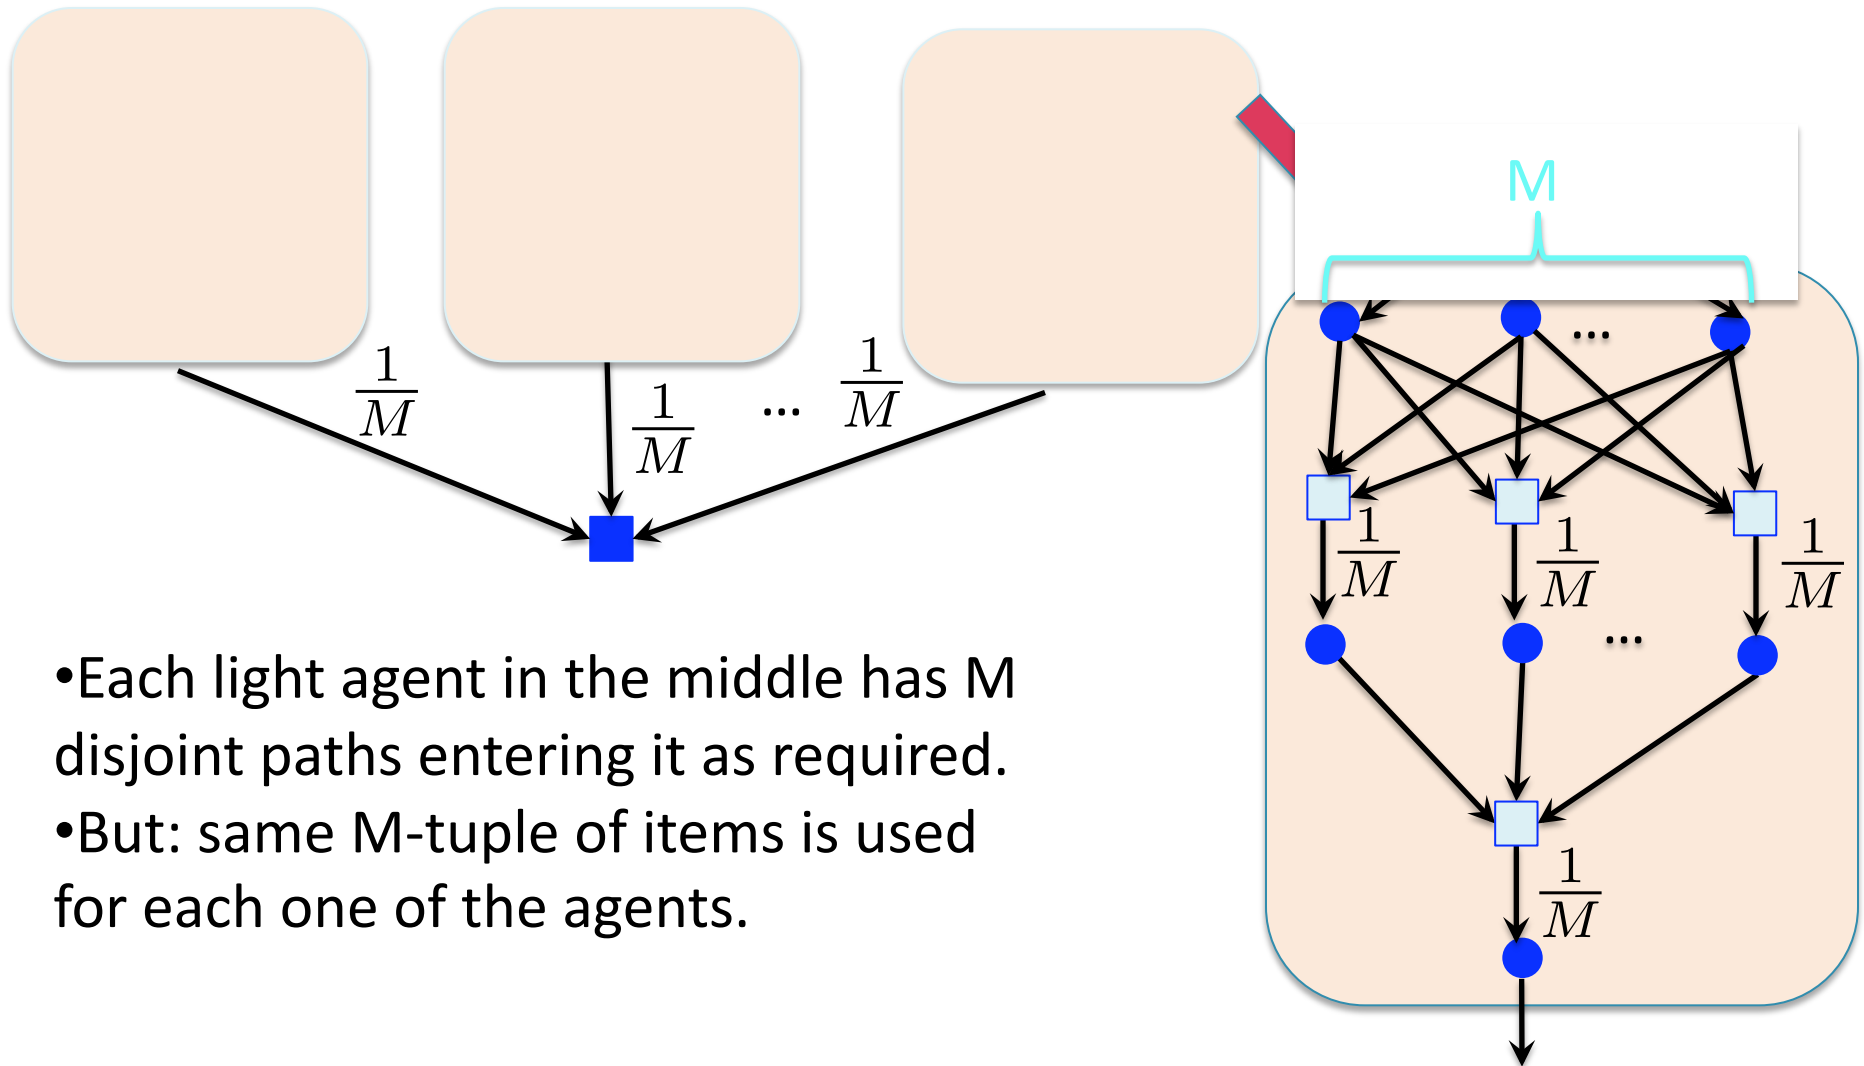 M
1/M
1/M
...
1/M
...
1/M
1/M
1/M
...
1/M
•Each light agent in the middle has M
disjoint paths entering it as required.
•But: same M-tuple of items is used
for each one of the agents.